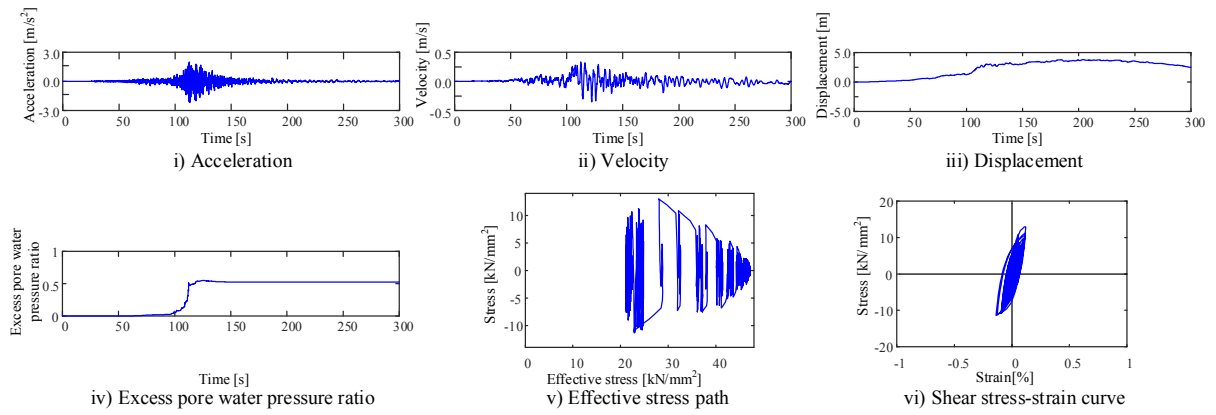 Acceleration [m/s²]
3.0
0.0
-3.0
0 50 100 150 200 250 300
Time [s]
i) Acceleration
Velocity [m/s]
0.5
0
-0.5
0 50 100 150 200 250 300
Time [s]
ii) Velocity
Displacement [m]
5.0
0.0
-5.0
0 50 100 150 200 250 300
Time [s]
iii) Displacement
Excess pore water
pressure ratio
1
0.5
0
0 50 100 150 200 250 300
Time [s]
iv) Excess pore water pressure ratio
Stress [kN/mm²]
10
5
0
-5
-10
0 10 20 30 40
Effective stress [kN/mm²]
v) Effective stress path
Stress [kN/mm²]
20
10
0
-10
-20
-1 -0.5 0 0.5 1
Strain[%]
vi) Shear stress-strain curve